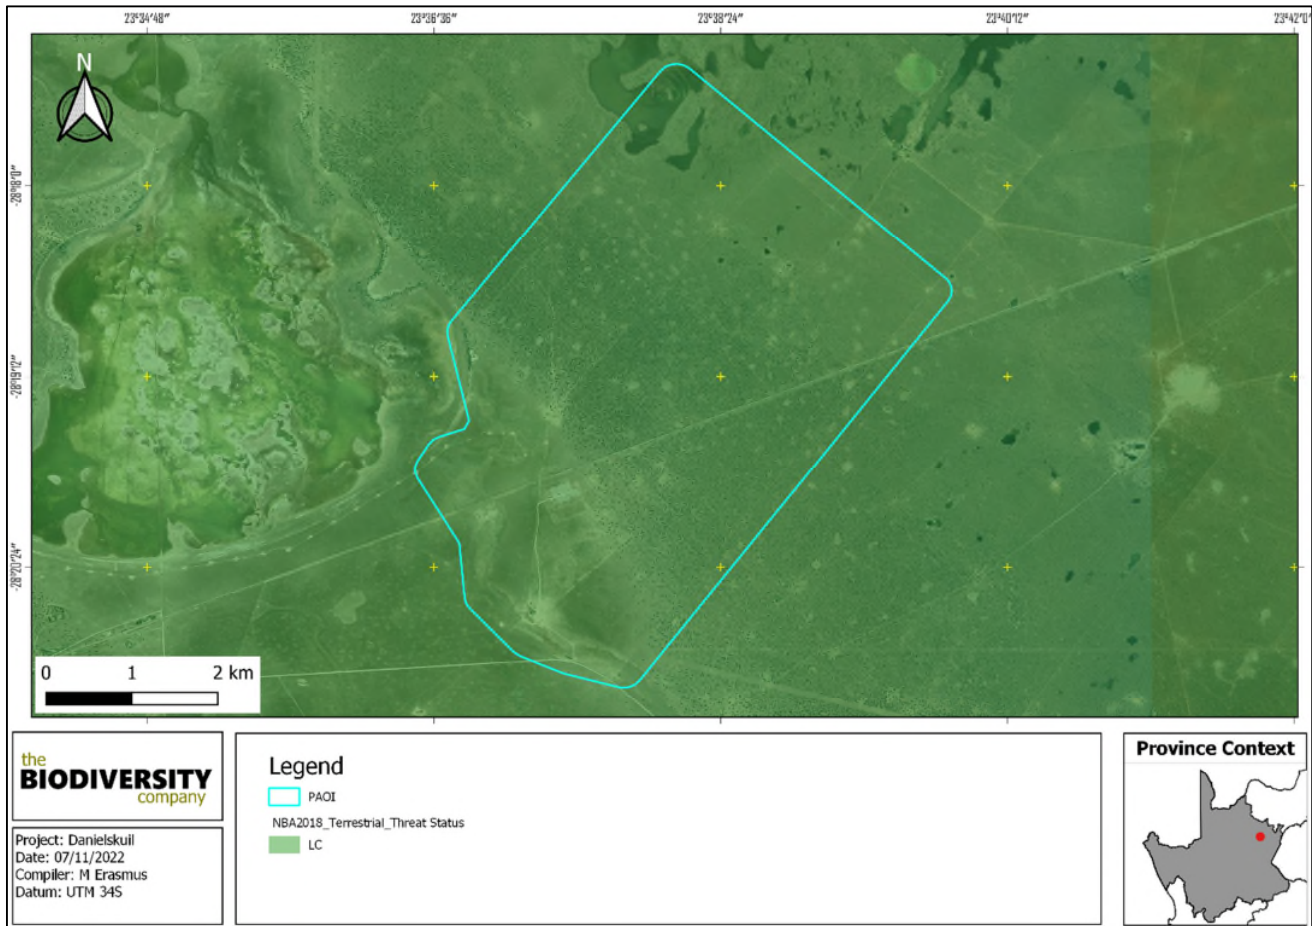 23°34'48"
23°36'36"
23°38'24"
23°40'12"
23°42'0"
N
-28°18'0"
-28°19'12"
-28°20'24"
0 1 2 km
the
BIODIVERSITY
company
Project: Danielskuil
Date: 07/11/2022
Compiler: M Erasmus
Datum: UTM 34S
Legend
PAOI
NBA2018_Terrestrial_Threat Status
LC
Province Context